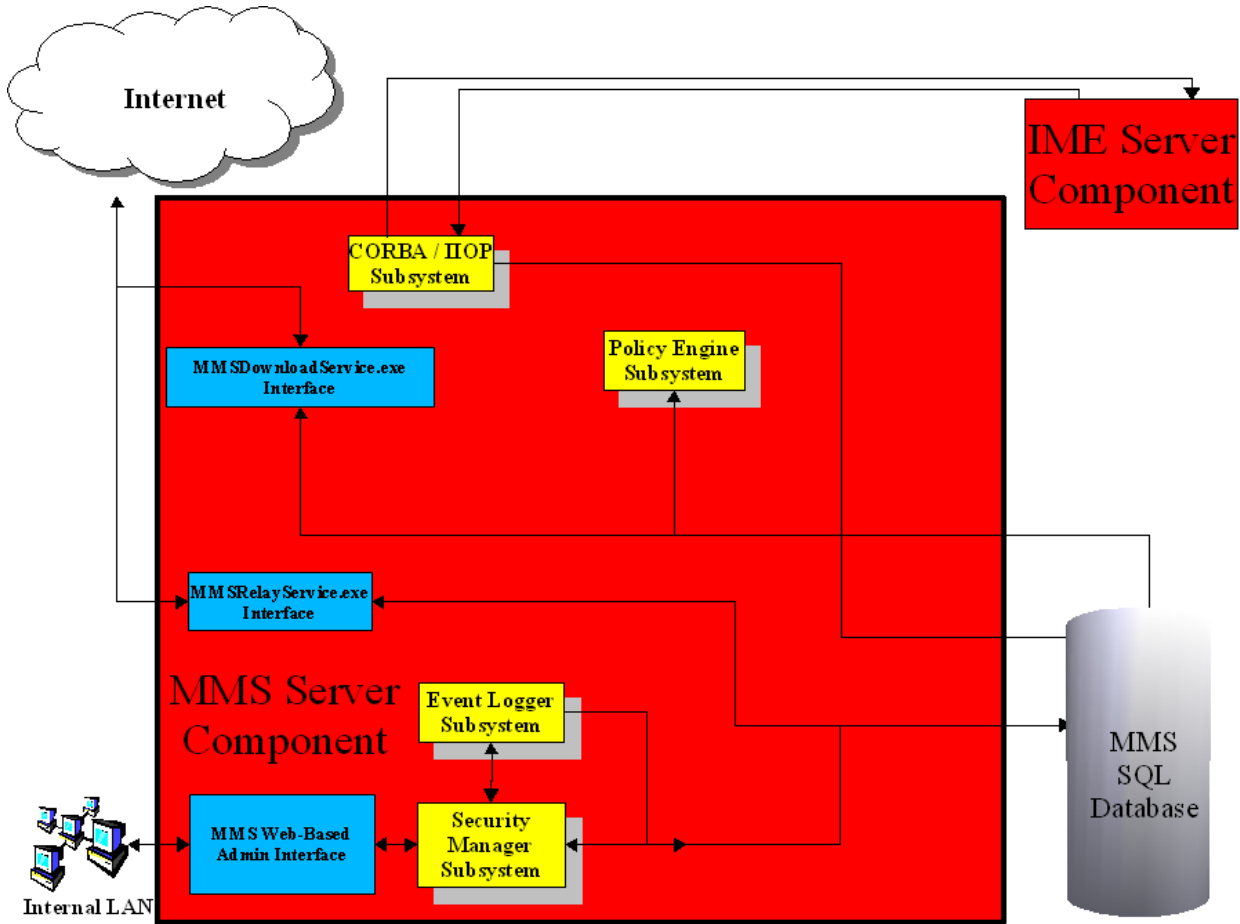 Internet
IME Server
Component
CORBA / IIOP
Subsystem
MMSDownloadService.exe
Interface
Policy Engine
Subsystem
MMSRelayService.exe
Interface
MMS Server
Component
Event Logger
Subsystem
MMS
SQL
Database
MMS Web-Based
Admin Interface
Security
Manager
Subsystem
Internal LAN